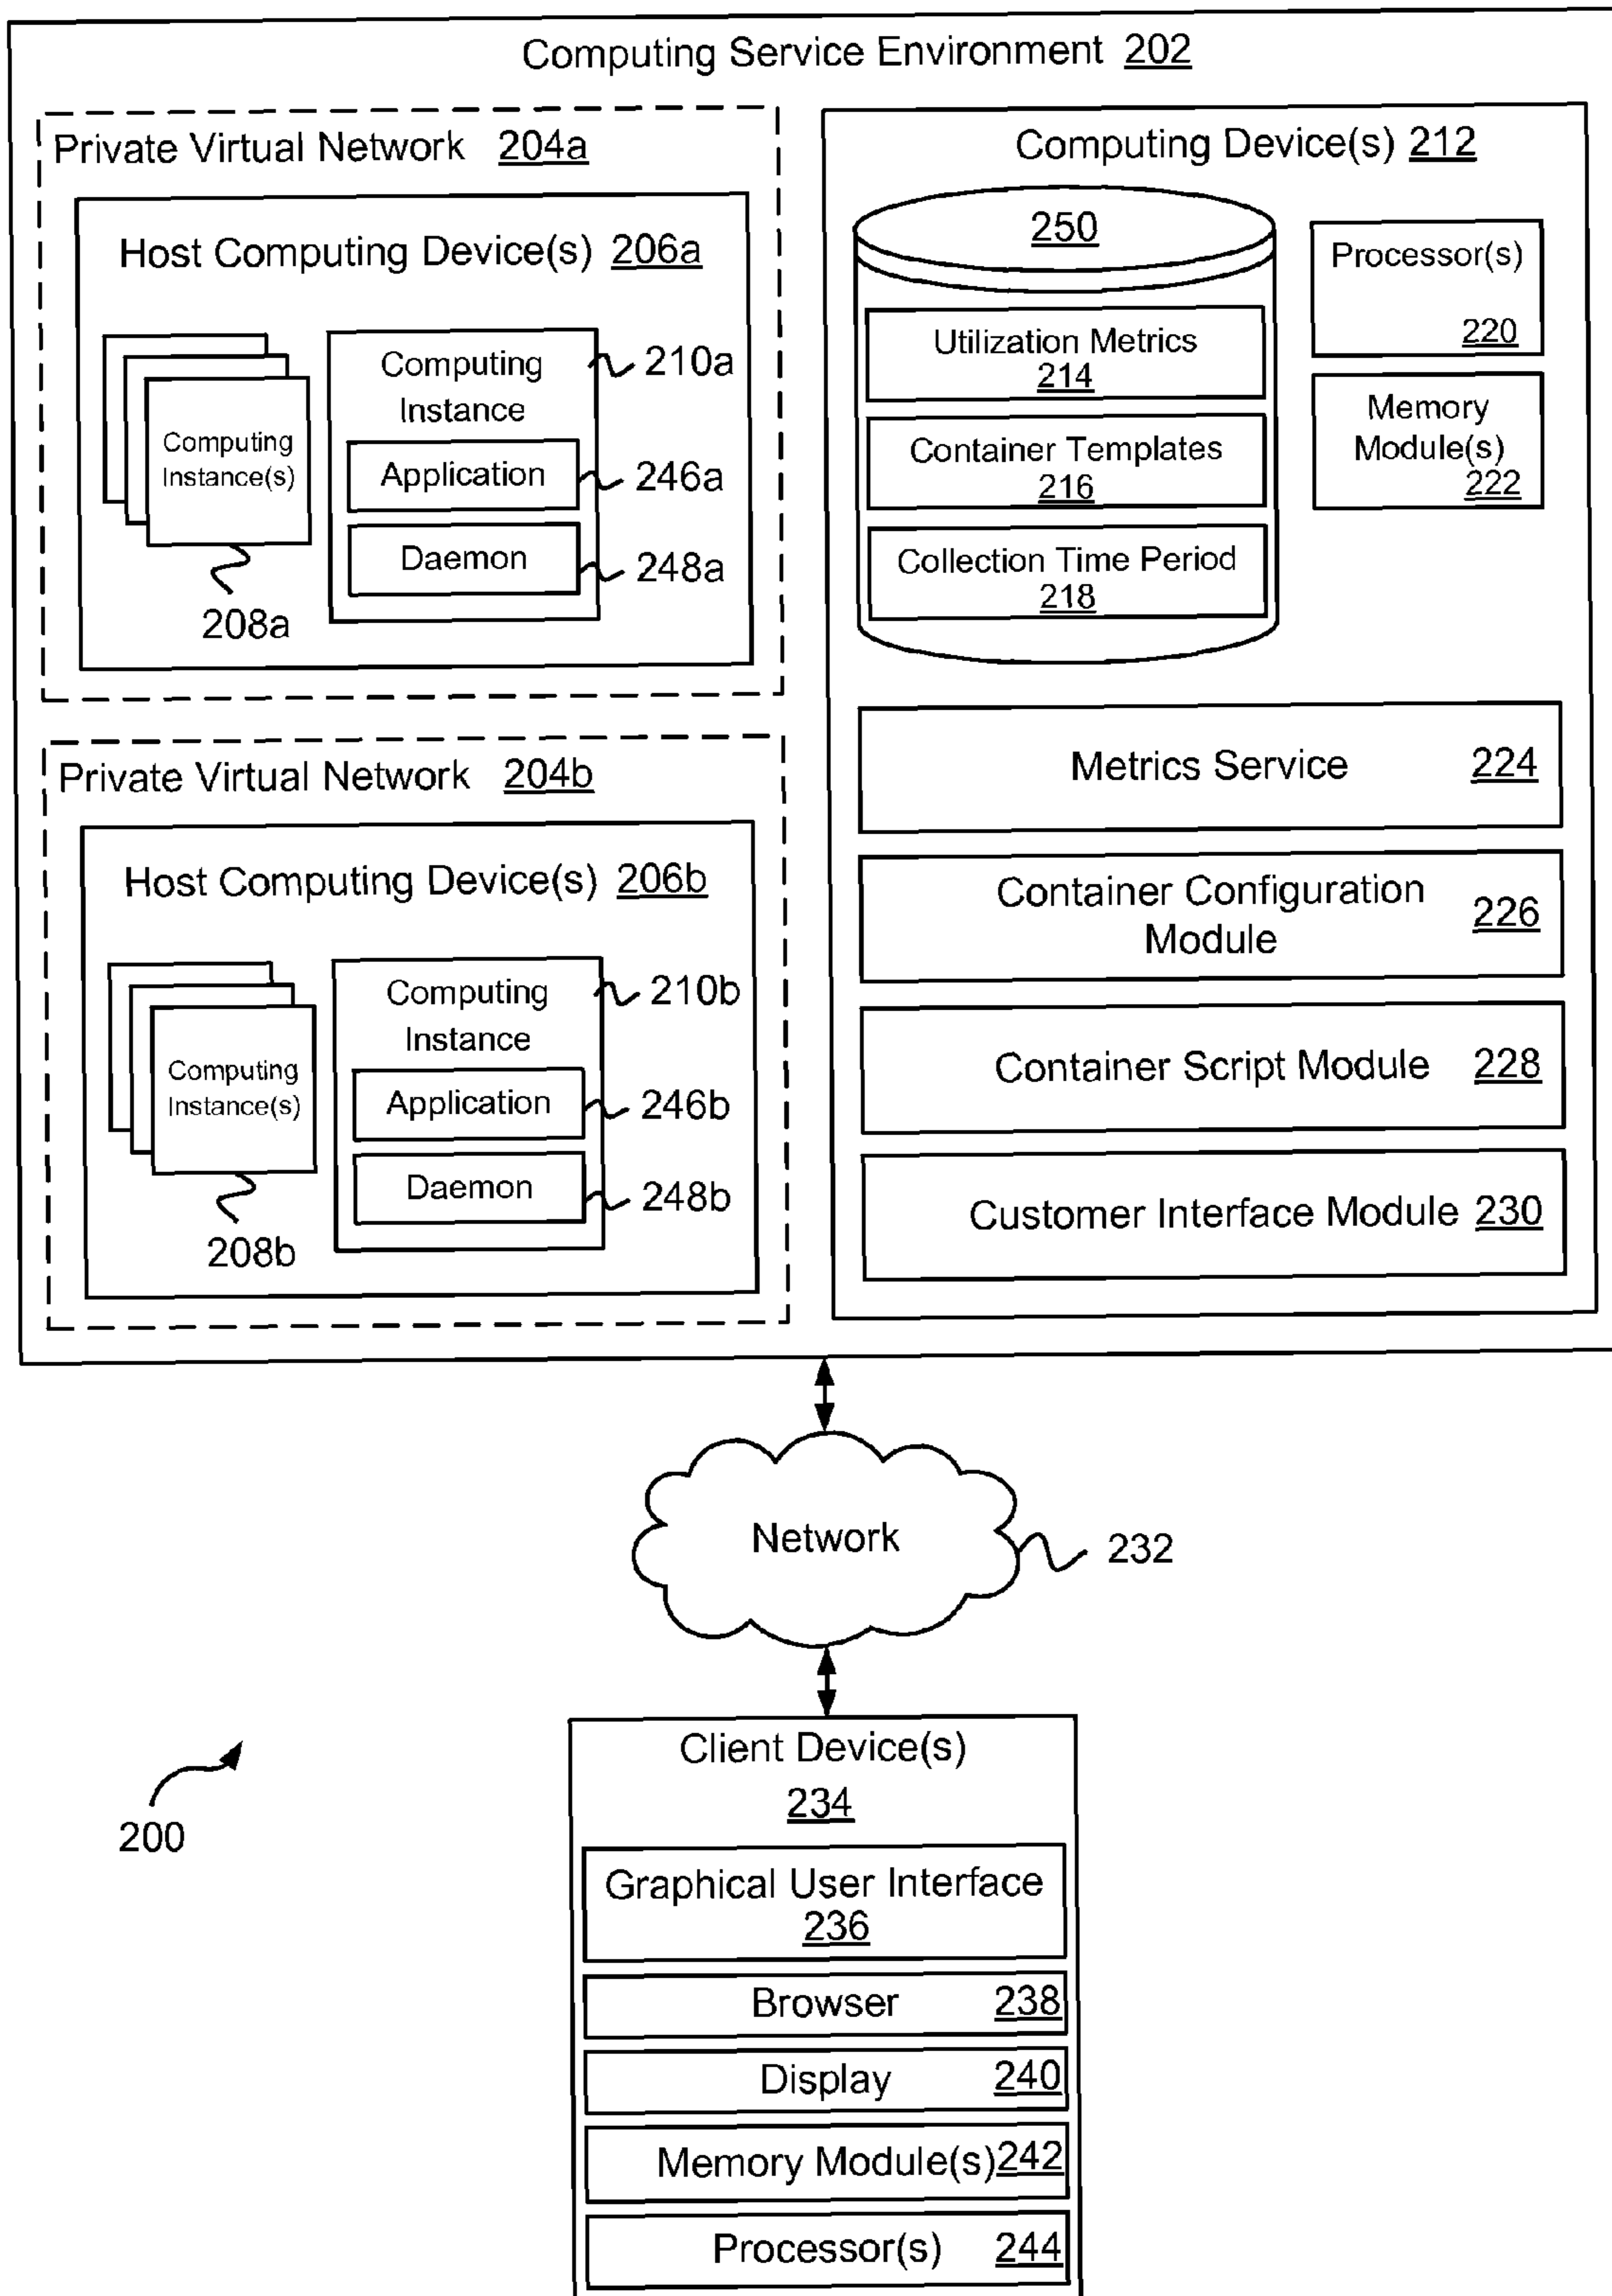 Computing Service Environment 202
Private Virtual Network 204a
Host Computing Device(s) 206a
Computing
Instance(s)
208a
Computing
Instance
210a
Application
246a
Daemon
248a
Private Virtual Network 204b
Host Computing Device(s) 206b
Computing
Instance(s)
208b
Computing
Instance
210b
Application
246b
Daemon
248b
Computing Device(s) 212
250
Utilization Metrics
214
Container Templates
216
Collection Time Period
218
Processor(s)
220
Memory
Module(s)
222
Metrics Service 224
Container Configuration
Module
226
Container Script Module 228
Customer Interface Module 230
Network
232
200
Client Device(s)
234
Graphical User Interface
236
Browser 238
Display 240
Memory Module(s) 242
Processor(s) 244